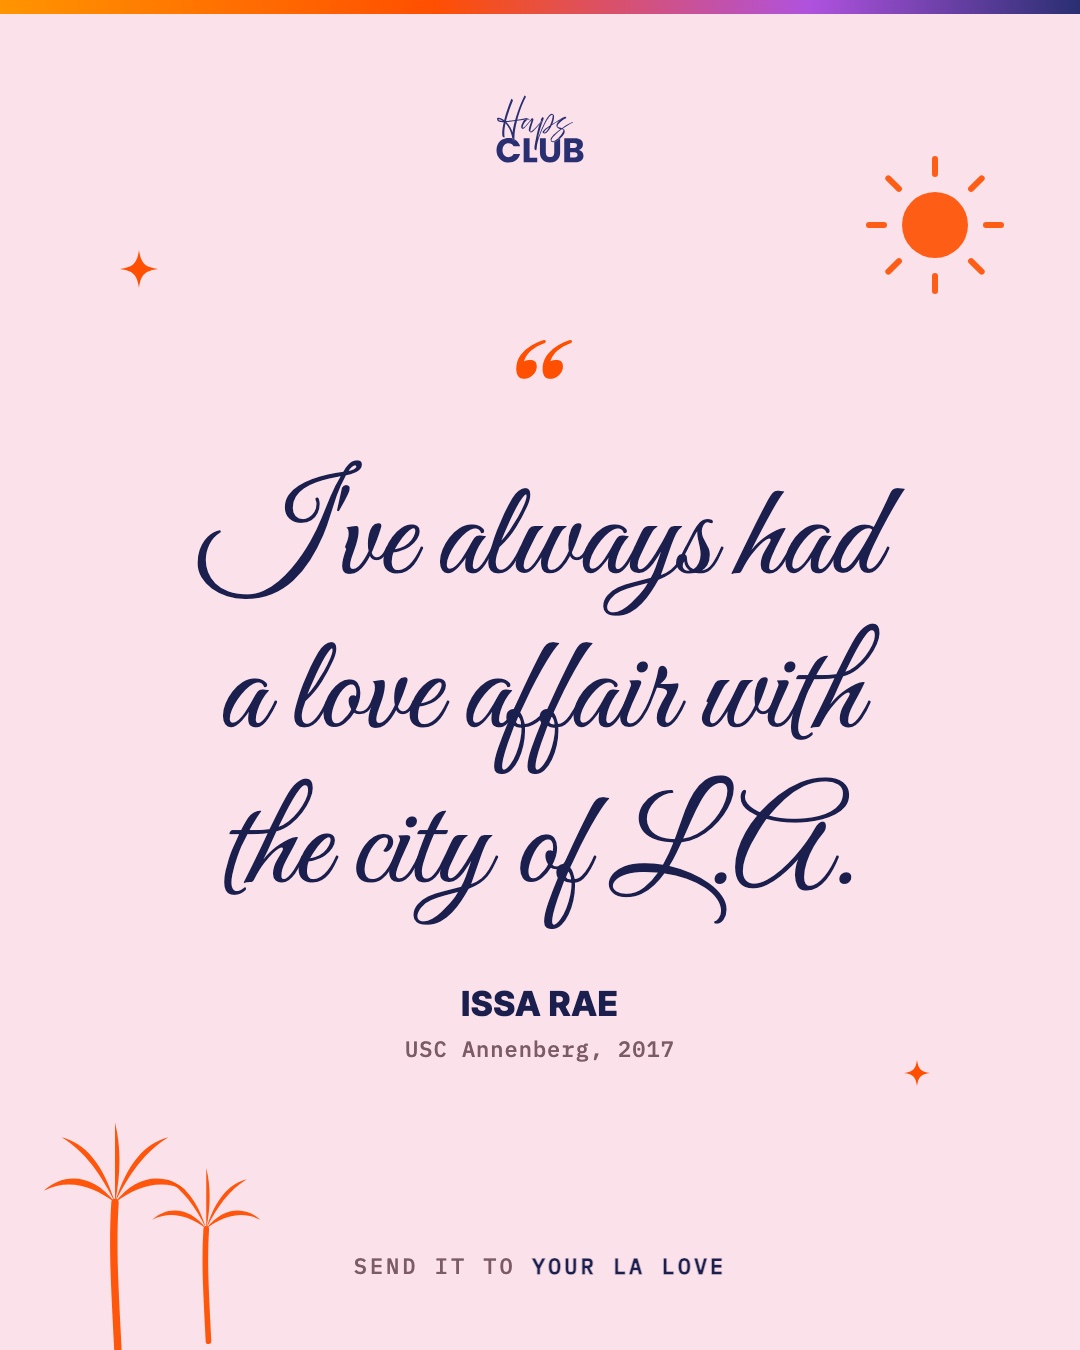 Haps
CLUB
“
I've always had
a love affair with
the city of L.A.
ISSA RAE
USC Annenberg, 2017
SEND IT TO YOUR LA LOVE